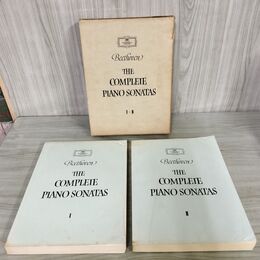 Beethoven
THE
COMPLETE
PIANO SONATAS
I-II
Beethoven
THE
COMPLETE
PIANO SONATAS
I
Beethoven
THE
COMPLETE
PIANO SONATAS
II